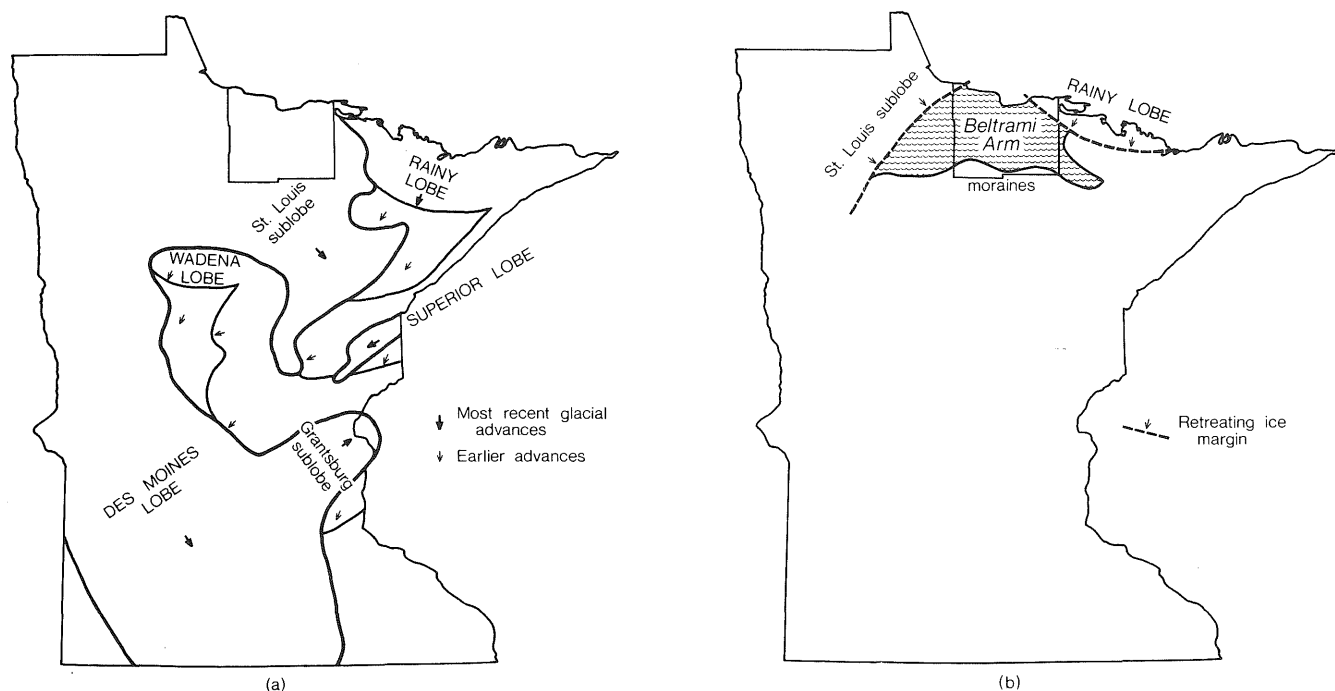 RAINY
LOBE
St. Louis
sublobe
WADENA
LOBE
SUPERIOR LOBE
Most recent glacial
advances
Earlier advances
Grantsburg
sublobe
DES MOINES
LOBE
(a)
St. Louis sublobe
RAINY LOBE
Beltrami
Arm
moraines
Retreating ice
margin
(b)